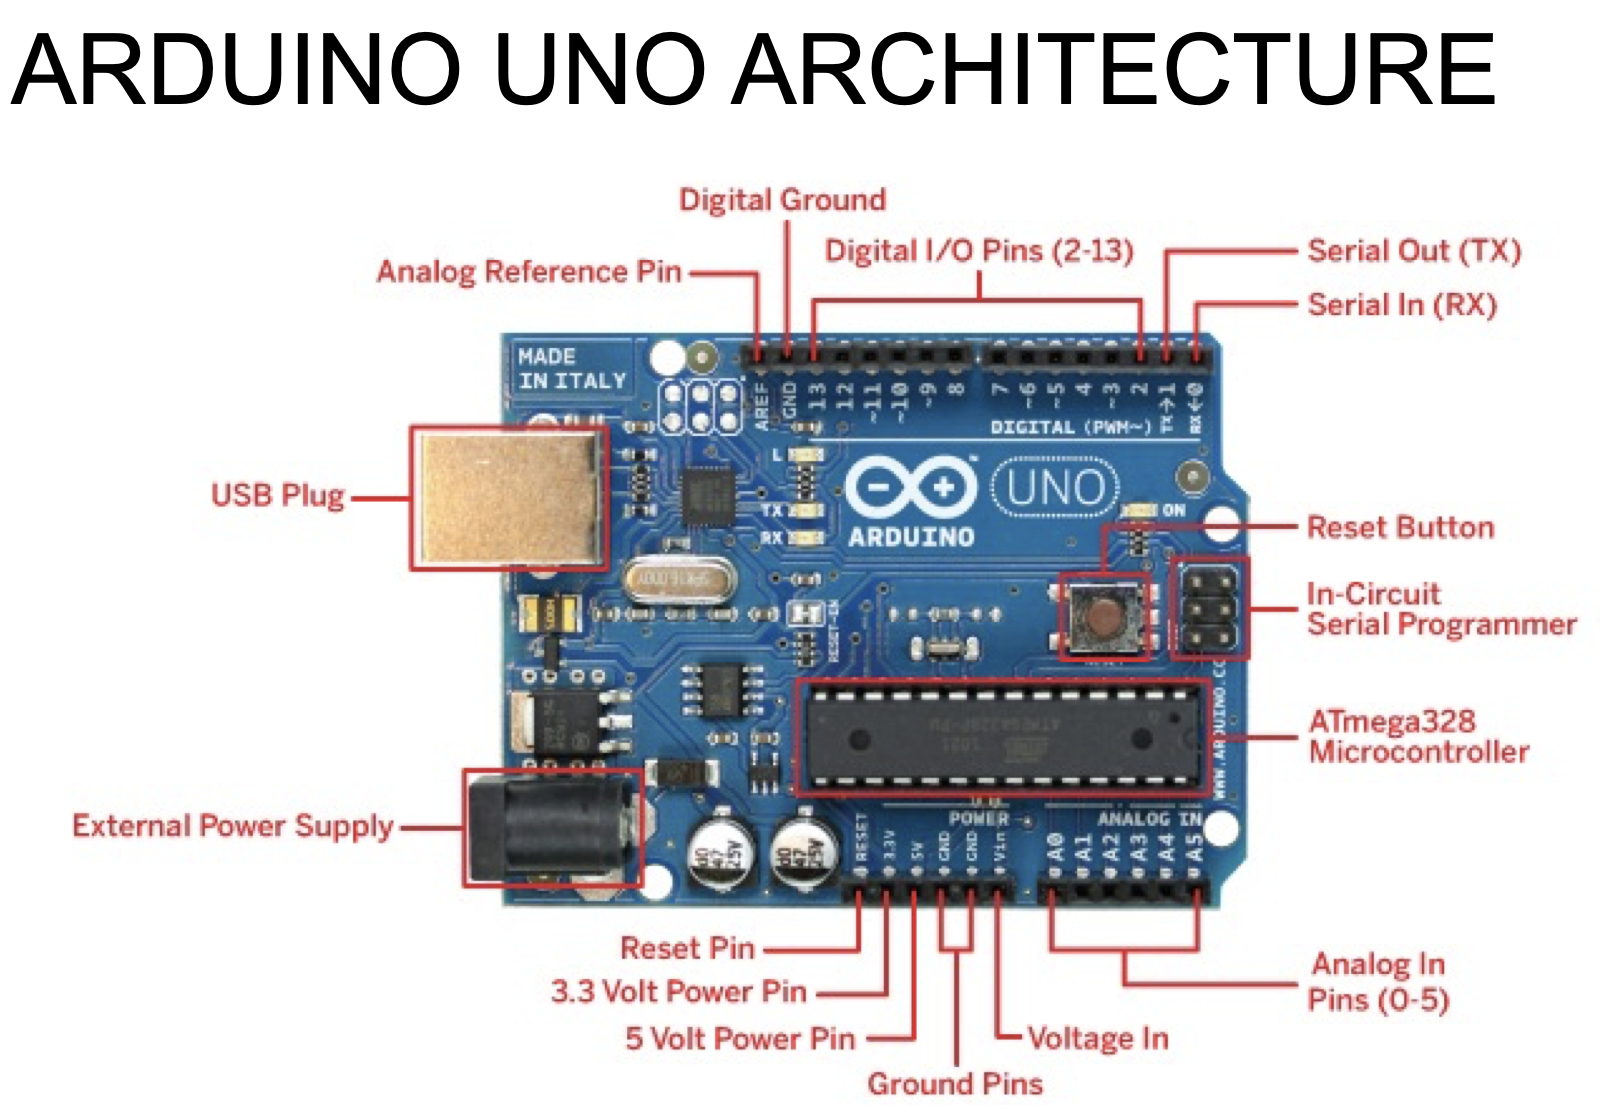 ARDUINO UNO ARCHITECTURE
Digital Ground
Digital I/O Pins (2-13)
Serial Out (TX)
Analog Reference Pin
Serial In (RX)
MADE
IN ITALY
AREF
GND
13
12
~11
~10
~9
8
7
~6
~5
4
~3
2
TX→1
RX←0
DIGITAL (PWM~)
L
TX
RX
UNO
ARDUINO
ON
USB Plug
Reset Button
In-Circuit
Serial Programmer
RESET-EN
ATmega328
Microcontroller
External Power Supply
POWER
ANALOG IN
RESET
3.3V
5V
GND
GND
Vin
A0
A1
A2
A3
A4
A5
Reset Pin
3.3 Volt Power Pin
5 Volt Power Pin
Ground Pins
Voltage In
Analog In
Pins (0-5)